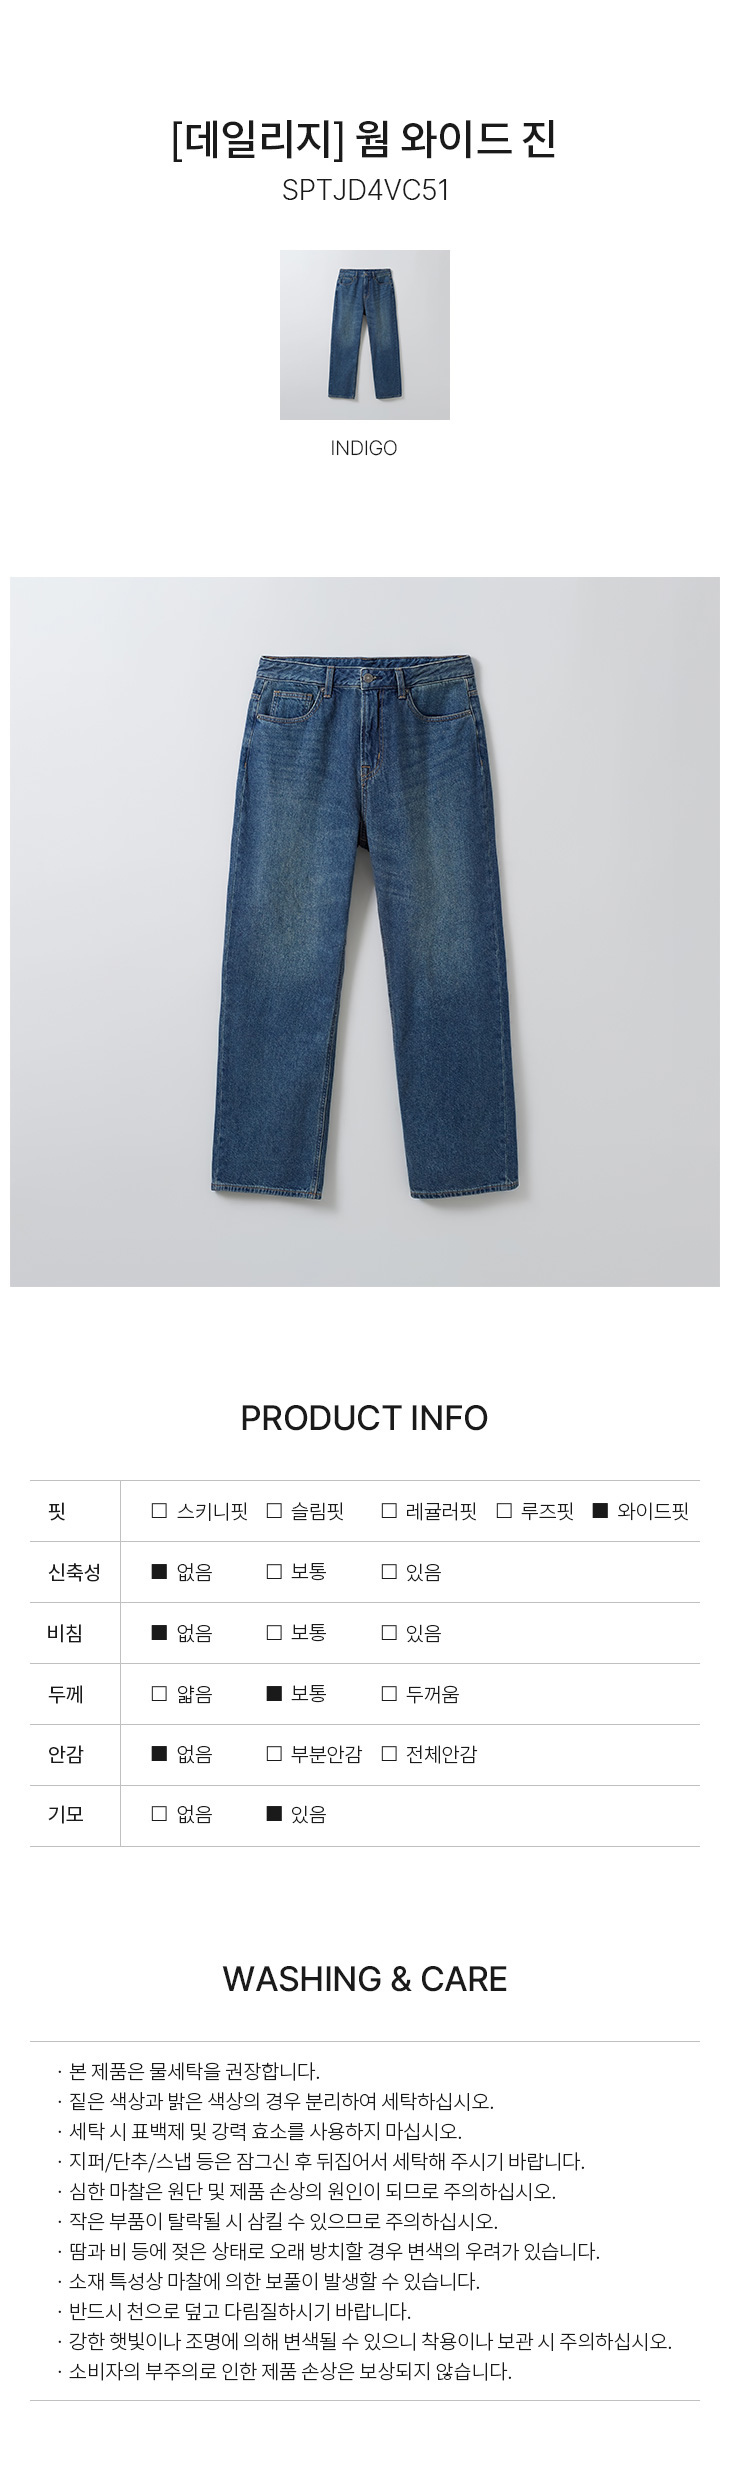 [데일리지] 웜 와이드 진
SPTJD4VC51
INDIGO
PRODUCT INFO
핏 □ 스키니핏 □ 슬림핏 □ 레귤러핏 □ 루즈핏 ■ 와이드핏
신축성 ■ 없음 □ 보통 □ 있음
비침 ■ 없음 □ 보통 □ 있음
두께 □ 얇음 ■ 보통 □ 두꺼움
안감 ■ 없음 □ 부분안감 □ 전체안감
기모 □ 없음 ■ 있음
WASHING & CARE
· 본 제품은 물세탁을 권장합니다.
· 짙은 색상과 밝은 색상의 경우 분리하여 세탁하십시오.
· 세탁 시 표백제 및 강력 효소를 사용하지 마십시오.
· 지퍼/단추/스냅 등은 잠그신 후 뒤집어서 세탁해 주시기 바랍니다.
· 심한 마찰은 원단 및 제품 손상의 원인이 되므로 주의하십시오.
· 작은 부품이 탈락될 시 삼킬 수 있으므로 주의하십시오.
· 땀과 비 등에 젖은 상태로 오래 방치할 경우 변색의 우려가 있습니다.
· 소재 특성상 마찰에 의한 보풀이 발생할 수 있습니다.
· 반드시 천으로 덮고 다림질하시기 바랍니다.
· 강한 햇빛이나 조명에 의해 변색될 수 있으니 착용이나 보관 시 주의하십시오.
· 소비자의 부주의로 인한 제품 손상은 보상되지 않습니다.